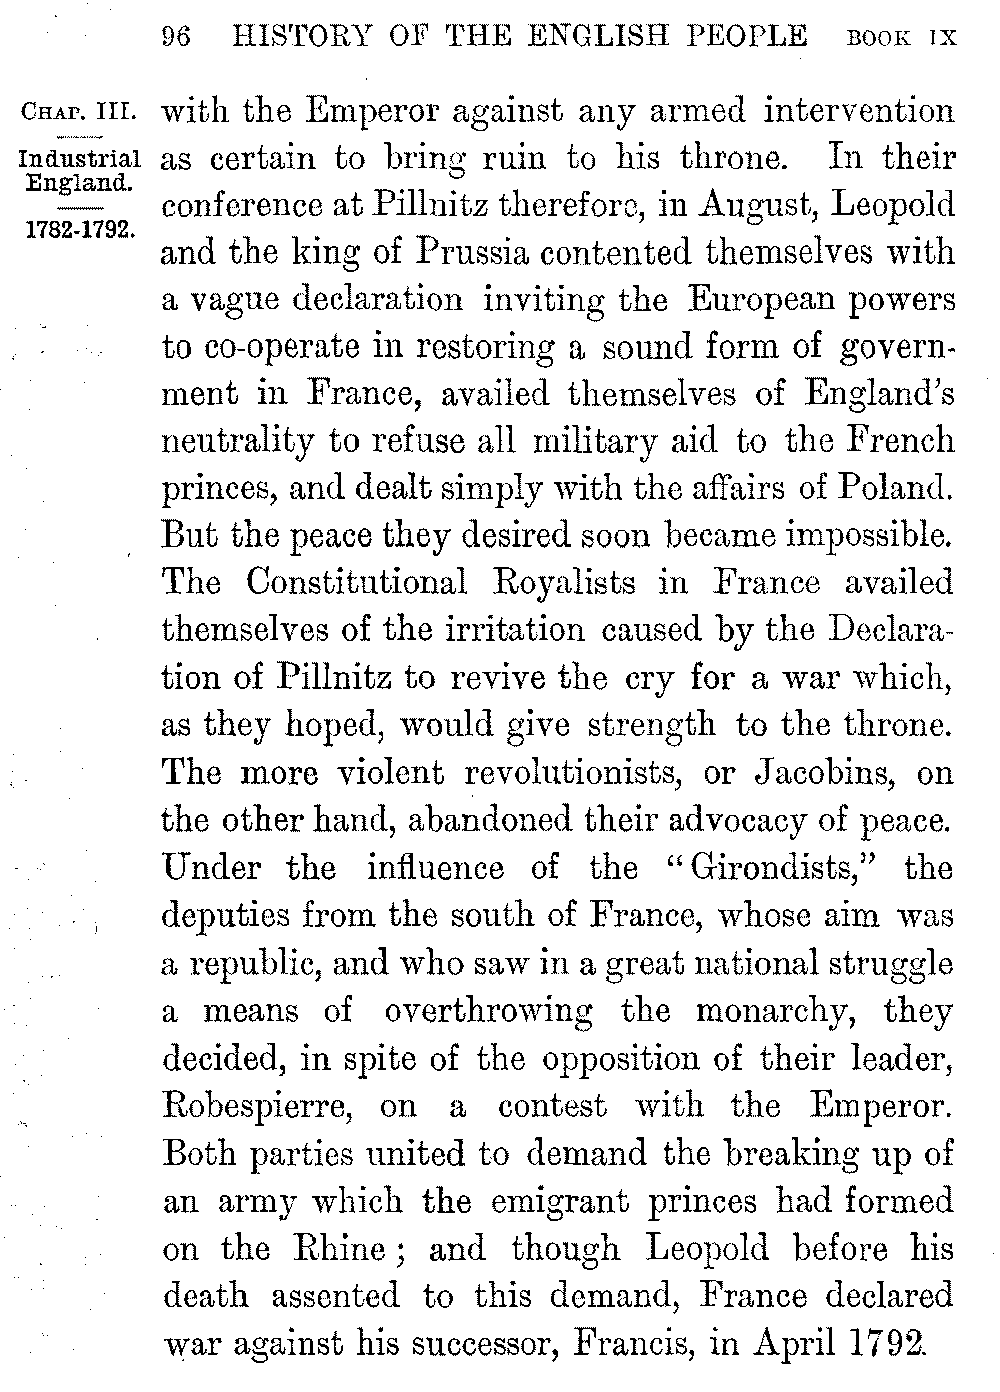 96 HISTORY OF THE ENGLISH PEOPLE BOOK IX
CHAP. III.
Industrial
England.
1782-1792.
with the Emperor against any armed intervention
as certain to bring ruin to his throne. In their
conference at Pillnitz therefore, in August, Leopold
and the king of Prussia contented themselves with
a vague declaration inviting the European powers
to co-operate in restoring a sound form of govern-
ment in France, availed themselves of England's
neutrality to refuse all military aid to the French
princes, and dealt simply with the affairs of Poland.
But the peace they desired soon became impossible.
The Constitutional Royalists in France availed
themselves of the irritation caused by the Declara-
tion of Pillnitz to revive the cry for a war which,
as they hoped, would give strength to the throne.
The more violent revolutionists, or Jacobins, on
the other hand, abandoned their advocacy of peace.
Under the influence of the "Girondists," the
deputies from the south of France, whose aim was
a republic, and who saw in a great national struggle
a means of overthrowing the monarchy, they
decided, in spite of the opposition of their leader,
Robespierre, on a contest with the Emperor.
Both parties united to demand the breaking up of
an army which the emigrant princes had formed
on the Rhine; and though Leopold before his
death assented to this demand, France declared
war against his successor, Francis, in April 1792.